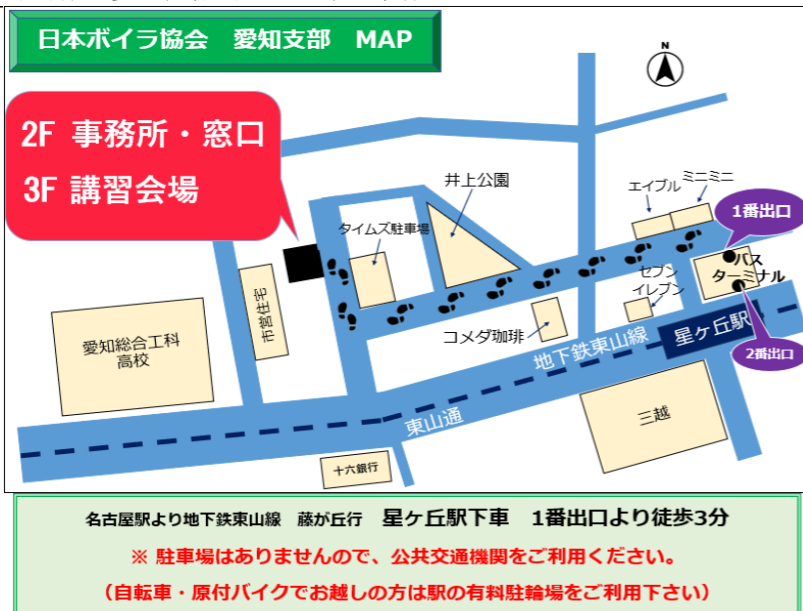 日本ボイラ協会 愛知支部 MAP
N
2F 事務所・窓口
3F 講習会場
井上公園
エイブル
ミニミニ
1番出口
タイムズ駐車場
バス
ターミナル
セブン
イレブン
市営住宅
愛知総合工科
高校
コメダ珈琲
地下鉄東山線
星ヶ丘駅
2番出口
東山通
三越
十六銀行
名古屋駅より地下鉄東山線 藤が丘行 星ヶ丘駅下車 1番出口より徒歩3分
※ 駐車場はありませんので、公共交通機関をご利用ください。
(自転車・原付バイクでお越しの方は駅の有料駐輪場をご利用下さい)